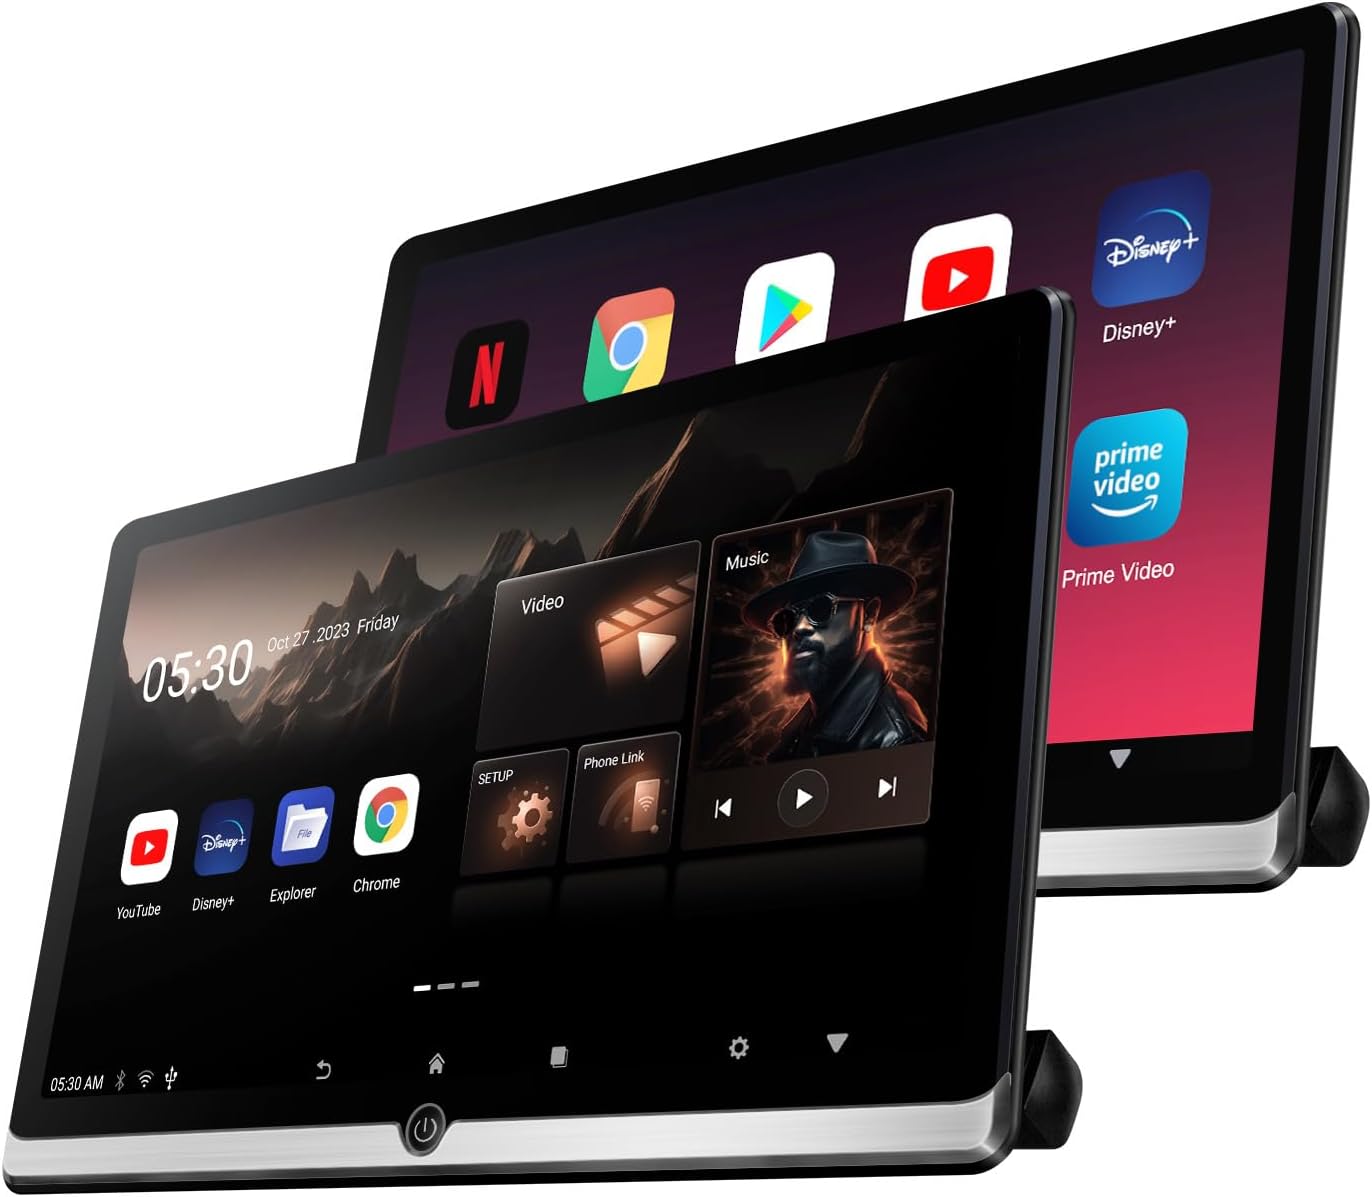 N
Disney+
Disney+
prime
video
Prime Video
Video
Music
05:30 Oct 27 .2023 Friday
SETUP
Phone Link
Disney+
File
YouTube
Disney+
Explorer
Chrome
05:30 AM